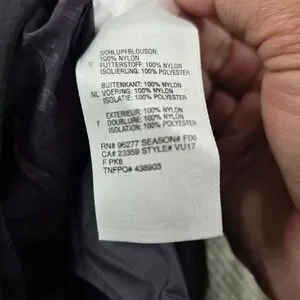 SCHLUPFBLOUSON:
100% NYLON
D FUTTERSTOFF: 100% NYLON
ISOLIERUNG: 100% POLYESTER
BUITENKANT: 100% NYLON
NL VOERING: 100% NYLON
ISOLATIE: 100% POLYESTER
EXTERIEUR: 100% NYLON
F DOUBLURE: 100% NYLON
ISOLATION: 100% POLYESTER
RN# 96277 SEASON# F06
CA# 23359 STYLE# VU17
F PK6
TNFPO# 438903